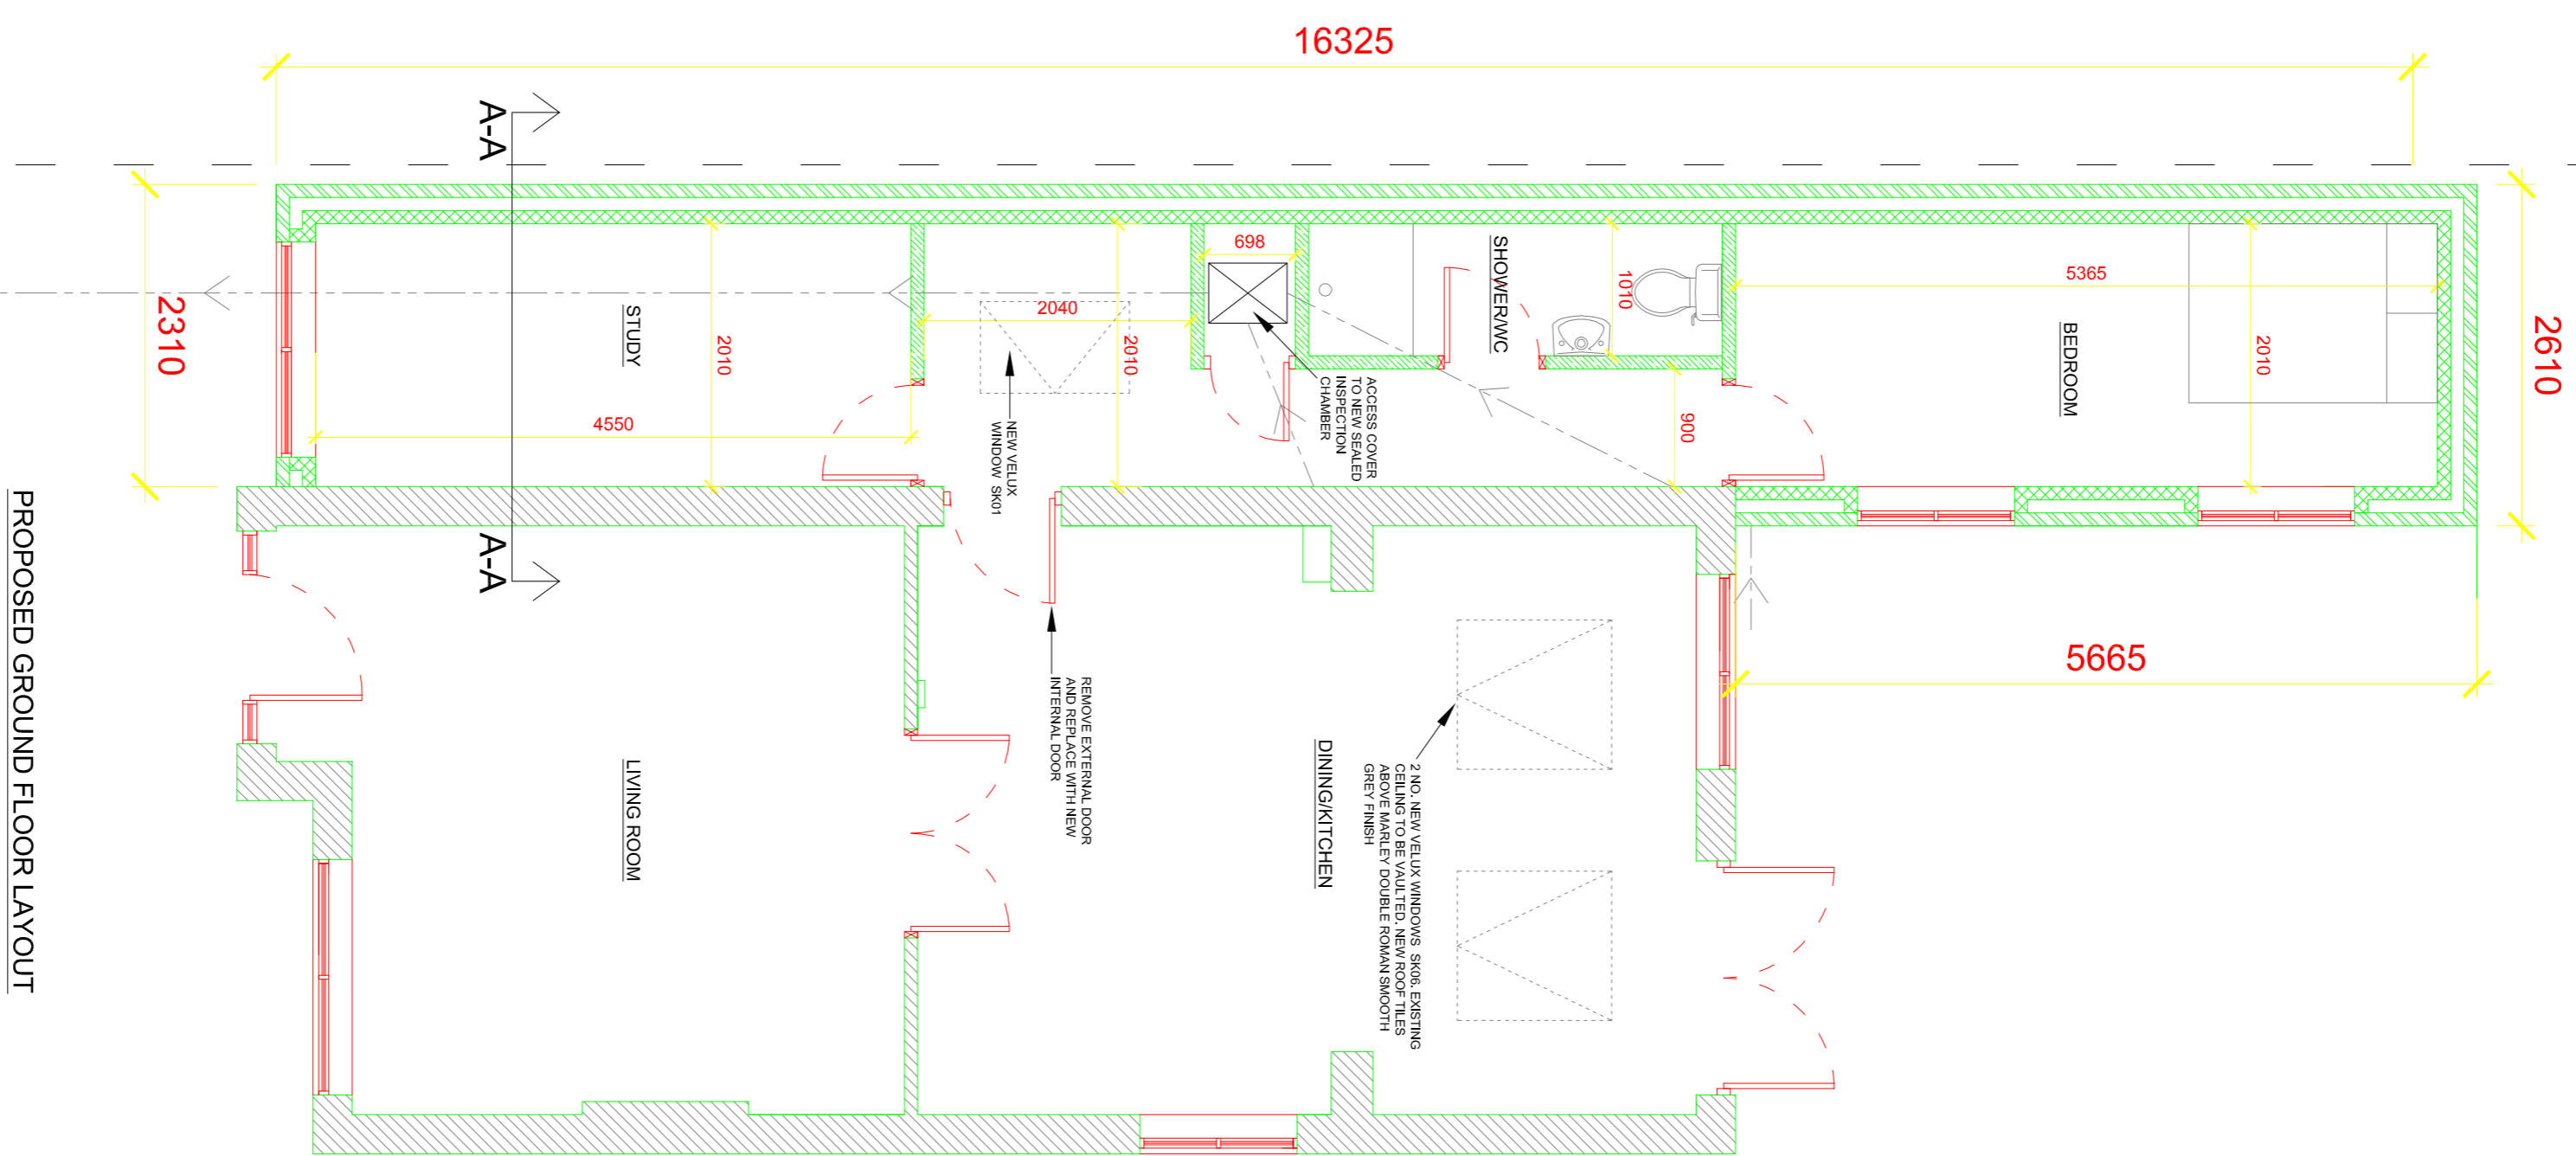 16325
A-A
A-A
2310
2610
5665
STUDY
2010
4550
2040
2010
NEW VELUX
WINDOW  SK01
698
ACCESS COVER
TO NEW SEALED
INSPECTION
CHAMBER
SHOWER/WC
1010
900
5365
2010
BEDROOM
REMOVE EXTERNAL DOOR
AND REPLACE WITH NEW
INTERNAL DOOR
LIVING ROOM
DINING/KITCHEN
2 NO. NEW VELUX WINDOWS  SK06. EXISTING
CEILING TO BE VAULTED. NEW ROOF TILES
ABOVE MARLEY DOUBLE ROMAN SMOOTH
GREY FINISH
PROPOSED GROUND FLOOR LAYOUT